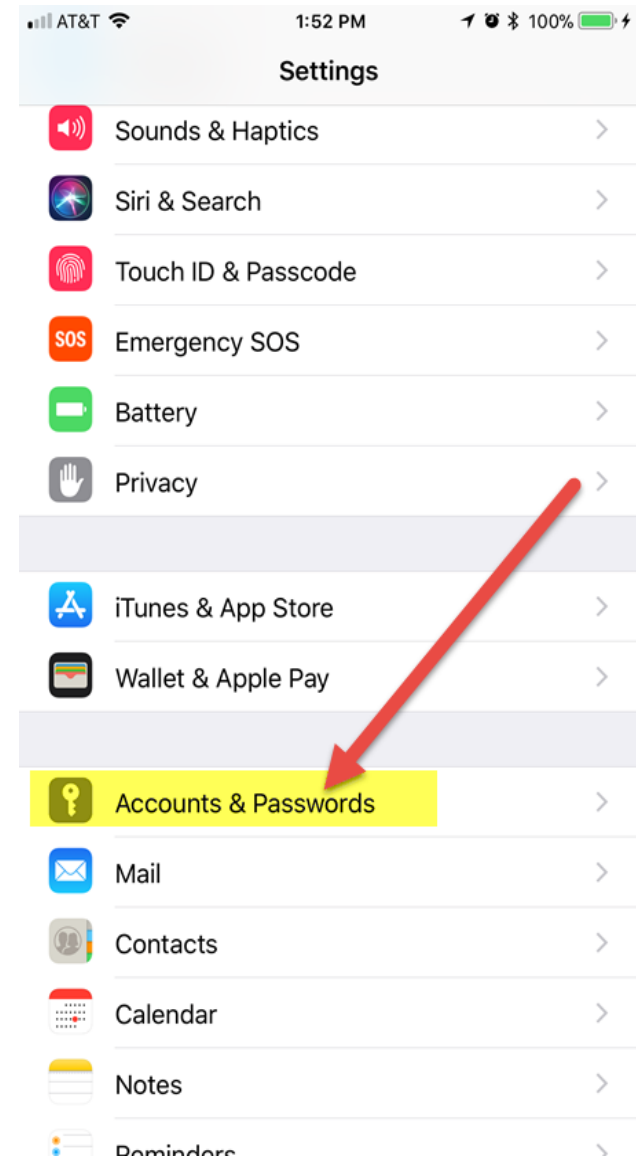 AT&T 1:52 PM 100%
Settings
Sounds & Haptics
Siri & Search
Touch ID & Passcode
SOS Emergency SOS
Battery
Privacy
iTunes & App Store
Wallet & Apple Pay
Accounts & Passwords
Mail
Contacts
Calendar
Notes
Reminders